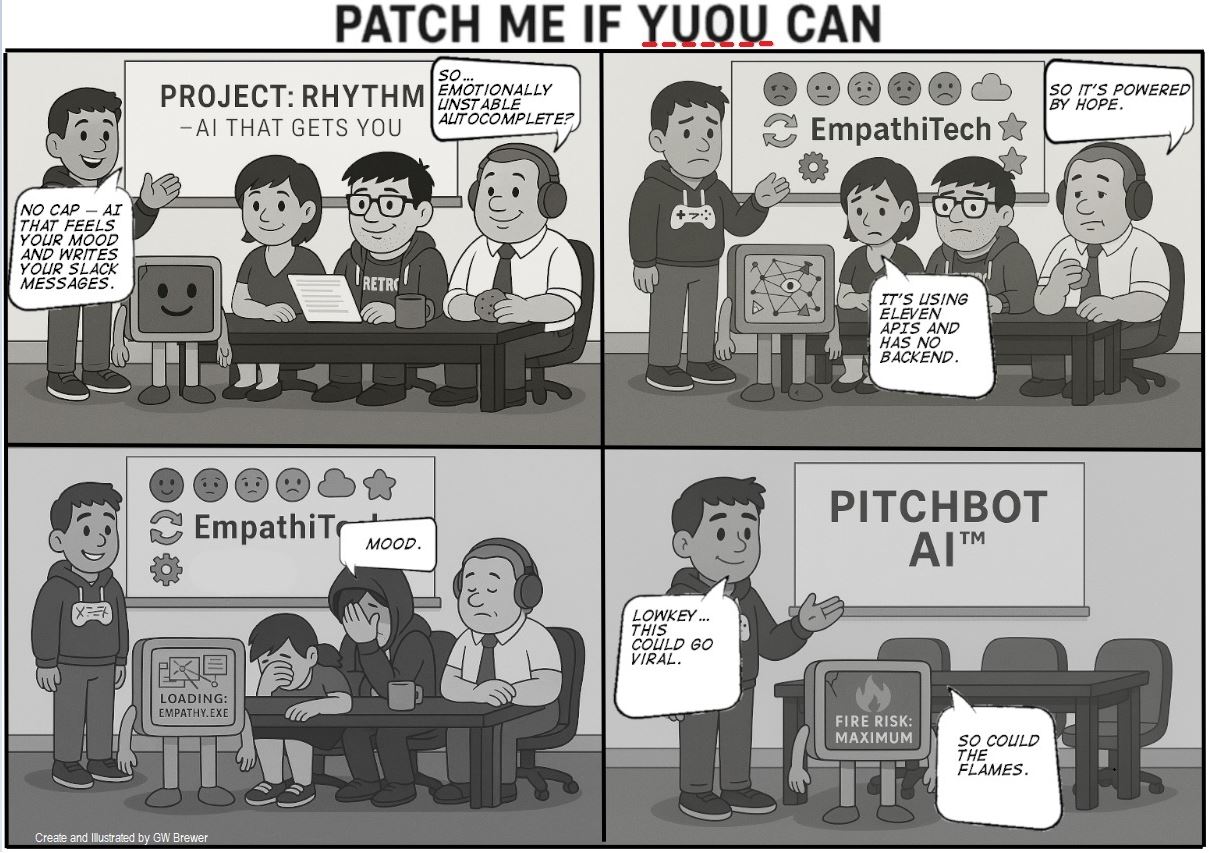 PATCH ME IF YUOU CAN
PROJECT: RHYTHM
–AI THAT GETS YOU
SO...
EMOTIONALLY
UNSTABLE
AUTOCOMPLETE?
NO CAP – AI
THAT FEELS
YOUR MOOD
AND WRITES
YOUR SLACK
MESSAGES.
RETRO
EmpathiTech
SO IT'S POWERED
BY HOPE.
IT'S USING
ELEVEN
APIS AND
HAS NO
BACKEND.
EmpathiTech
MOOD.
LOADING:
EMPATHY.EXE
PITCHBOT
AI™
LOWKEY...
THIS
COULD GO
VIRAL.
FIRE RISK:
MAXIMUM
SO COULD
THE
FLAMES.
Create and Illustrated by GW Brewer